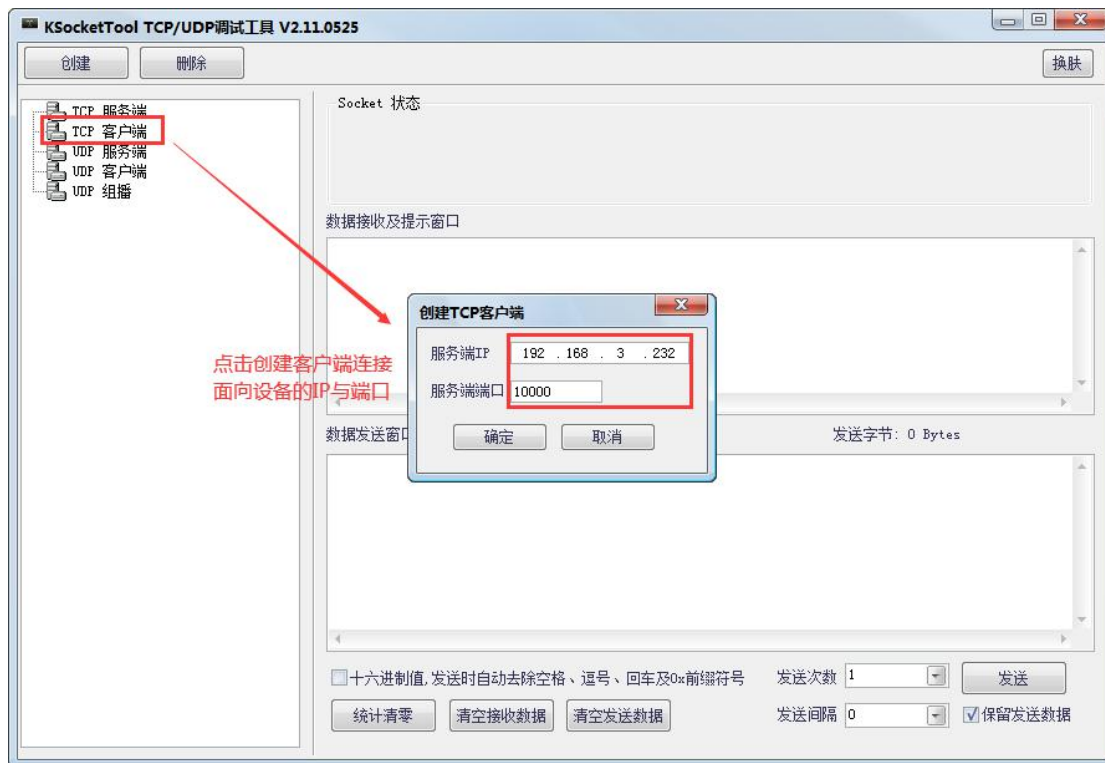 KSocketTool TCP/UDP调试工具 V2.11.0525
创建 删除 换肤
TCP 服务端
TCP 客户端
UDP 服务端
UDP 客户端
UDP 组播
Socket 状态
数据接收及提示窗口
创建TCP客户端
服务端IP 192 . 168 . 3 . 232
服务端端口 10000
确定 取消
点击创建客户端连接
面向设备的IP与端口
数据发送窗口 发送字节: 0 Bytes
十六进制值,发送时自动去除空格、逗号、回车及0x前缀符号 发送次数 1 发送
统计清零 清空接收数据 清空发送数据 发送间隔 0 保留发送数据